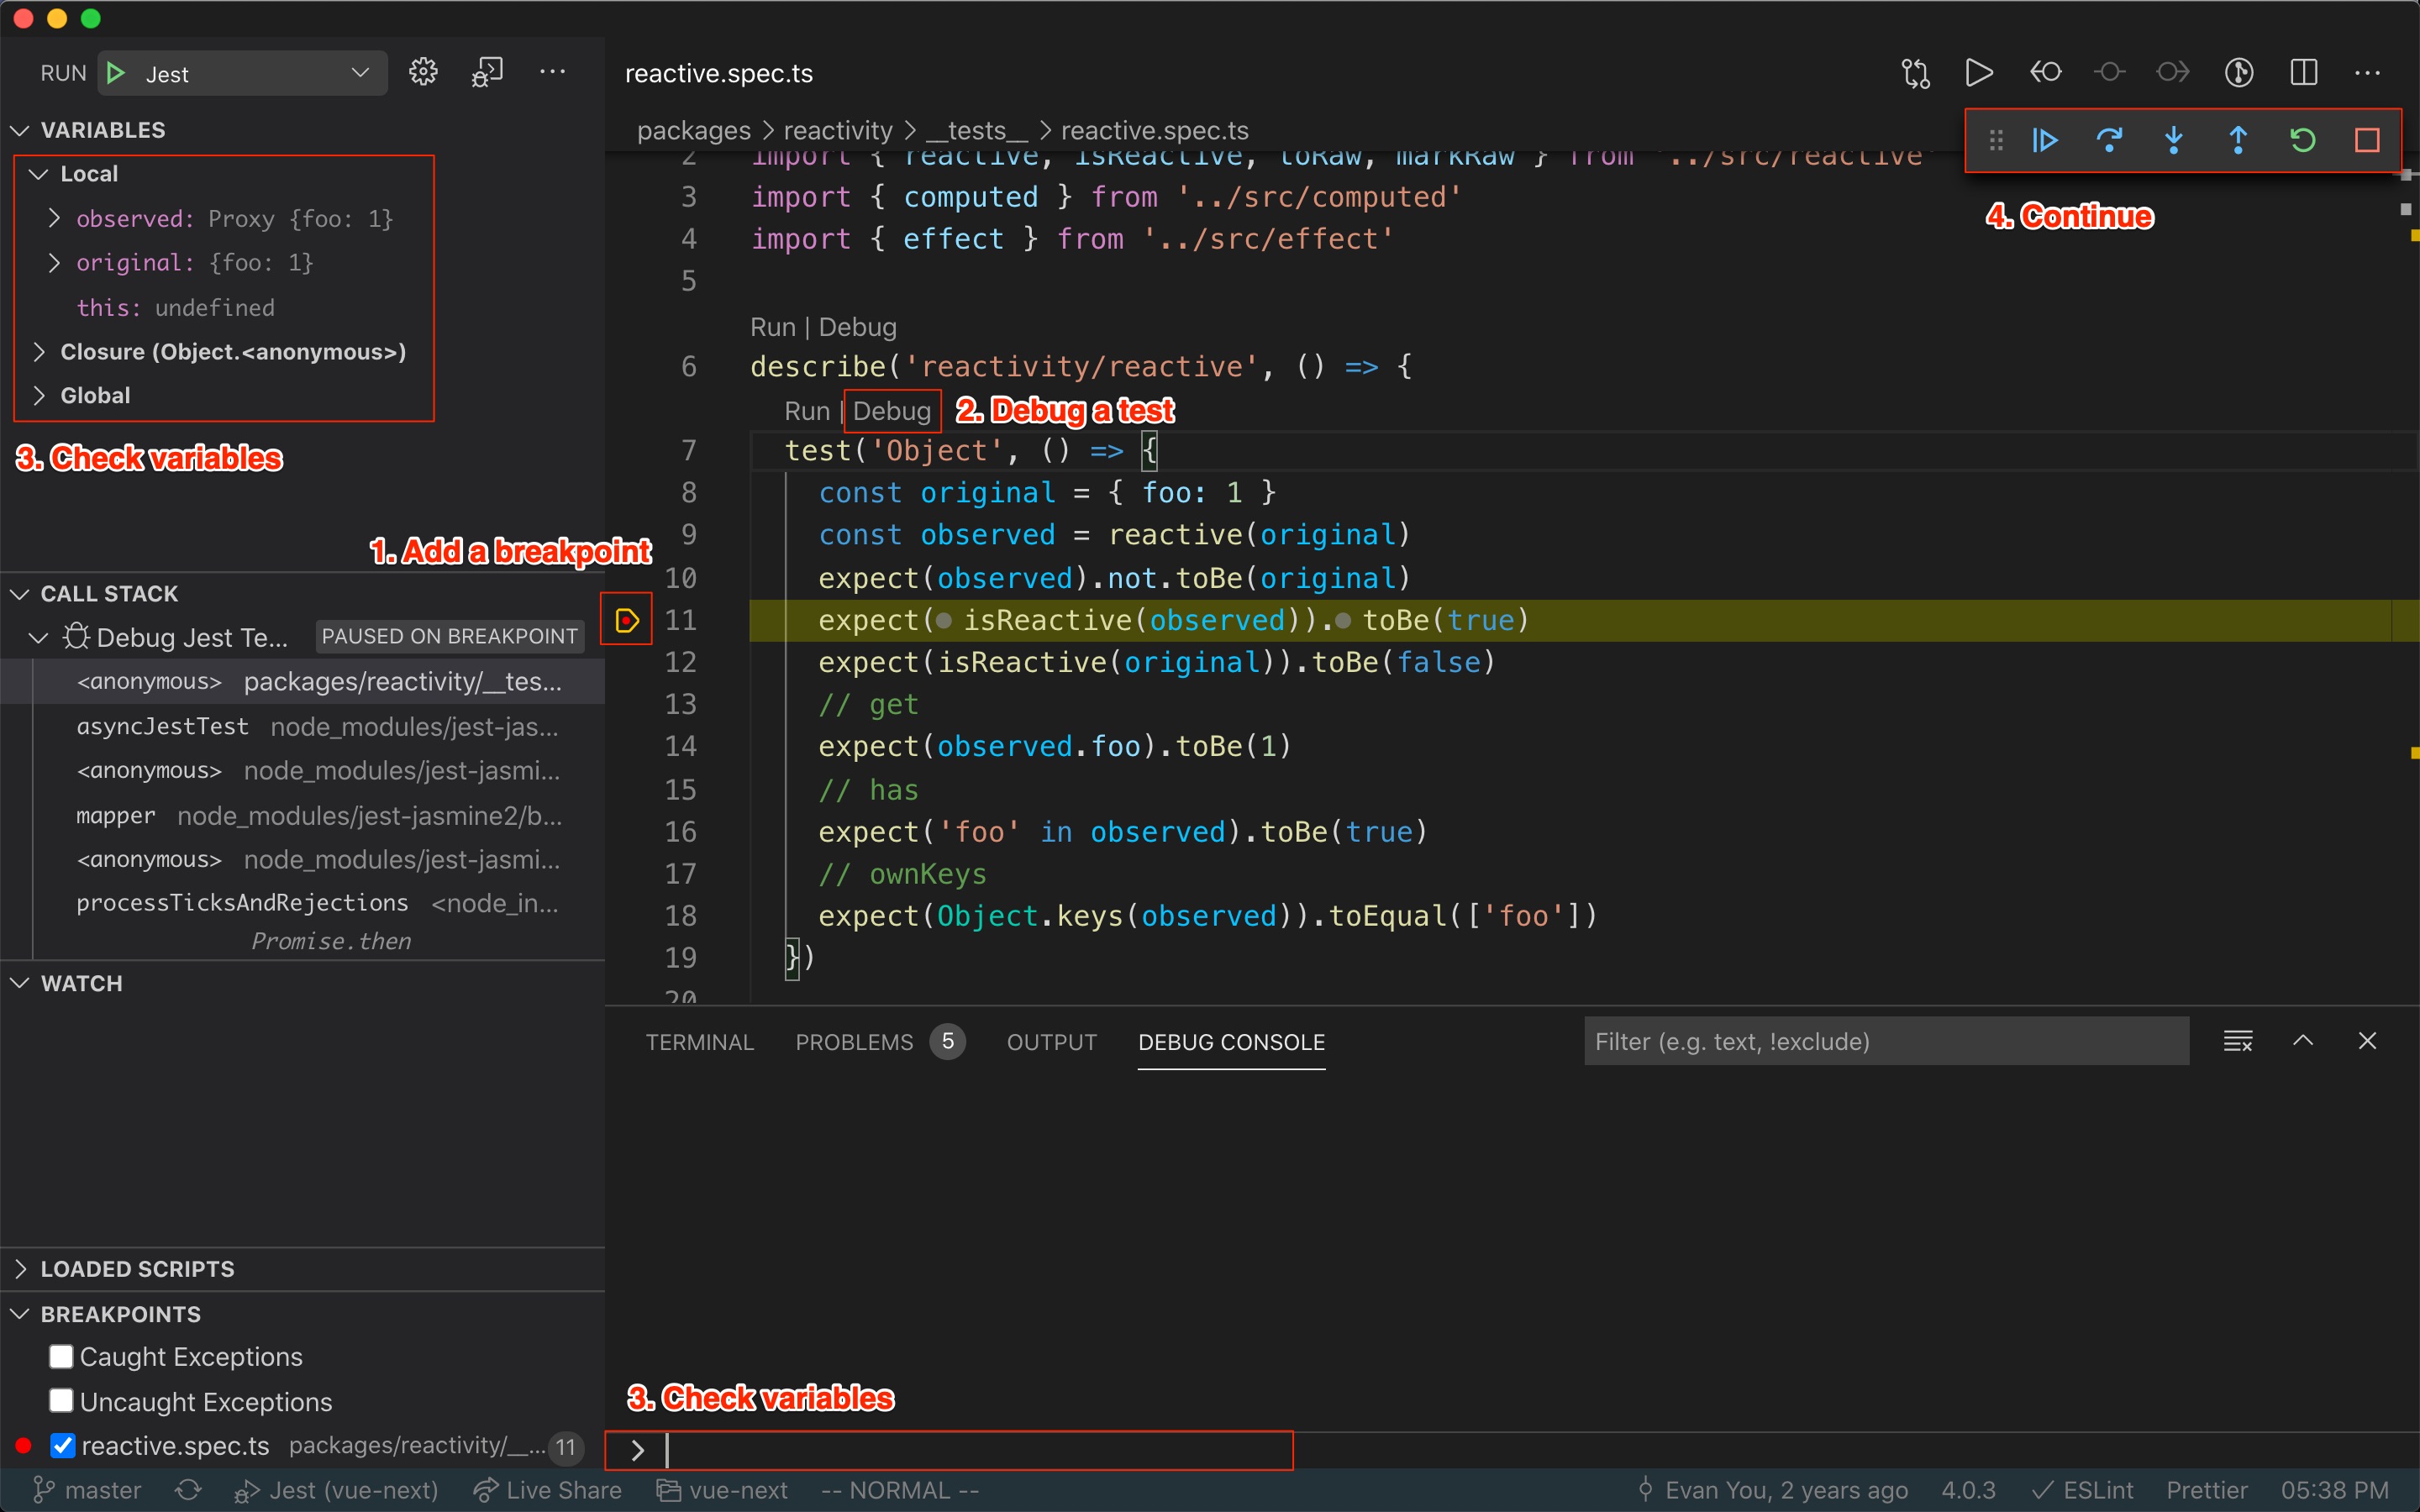 RUN Jest
VARIABLES
Local
observed: Proxy {foo: 1}
original: {foo: 1}
this: undefined
Closure (Object.<anonymous>)
Global
3. Check variables
1. Add a breakpoint
CALL STACK
Debug Jest Te... PAUSED ON BREAKPOINT
<anonymous> packages/reactivity/__tes...
asyncJestTest node_modules/jest-jas...
<anonymous> node_modules/jest-jasmi...
mapper node_modules/jest-jasmine2/b...
<anonymous> node_modules/jest-jasmi...
processTicksAndRejections <node_in...
Promise.then
WATCH
LOADED SCRIPTS
BREAKPOINTS
Caught Exceptions
Uncaught Exceptions
reactive.spec.ts packages/reactivity/__... 11
reactive.spec.ts
packages > reactivity > __tests__ > reactive.spec.ts
4. Continue
2 import { reactive, isReactive, toRaw, markRaw } from '../src/reactive'
3 import { computed } from '../src/computed'
4 import { effect } from '../src/effect'
5
Run | Debug
6 describe('reactivity/reactive', () => {
Run | Debug 2. Debug a test
7 test('Object', () => {
8 const original = { foo: 1 }
9 const observed = reactive(original)
10 expect(observed).not.toBe(original)
11 expect( isReactive(observed)). toBe(true)
12 expect(isReactive(original)).toBe(false)
13 // get
14 expect(observed.foo).toBe(1)
15 // has
16 expect('foo' in observed).toBe(true)
17 // ownKeys
18 expect(Object.keys(observed)).toEqual(['foo'])
19 })
20
TERMINAL PROBLEMS 5 OUTPUT DEBUG CONSOLE Filter (e.g. text, !exclude)
3. Check variables
>
master Jest (vue-next) Live Share vue-next -- NORMAL -- Evan You, 2 years ago 4.0.3 ESLint Prettier 05:38 PM